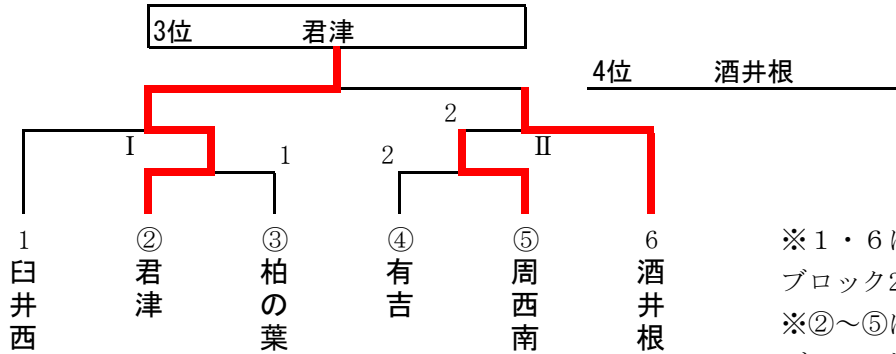 3位 君津
4位 酒井根
2
Ⅰ 1 2 Ⅱ
1 ② ③ ④ ⑤ 6
臼井西
君津
柏の葉
有吉
周西南
酒井根
※１・６に
ブロック2
※②～⑤に